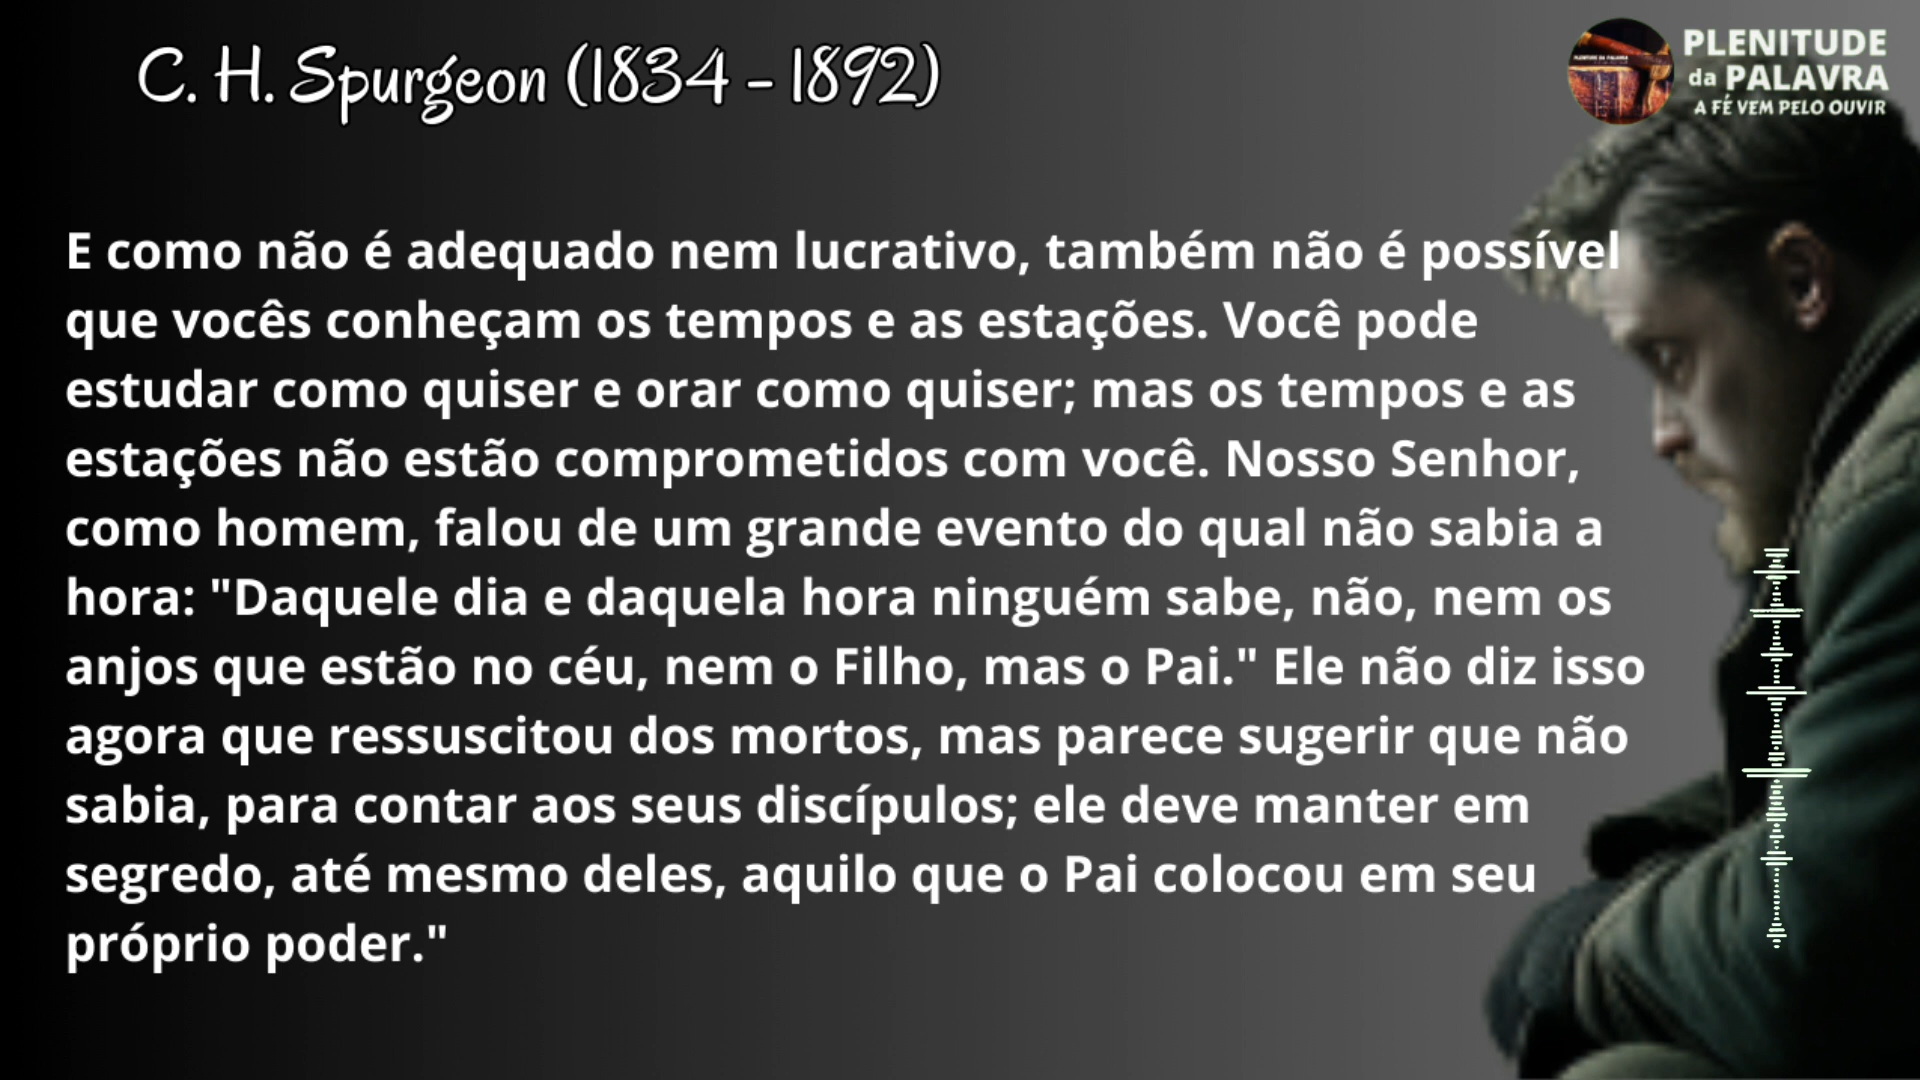 C. H. Spurgeon (1834 - 1892)
PLENITUDE
da PALAVRA
A FÉ VEM PELO OUVIR
E como não é adequado nem lucrativo, também não é possível
que vocês conheçam os tempos e as estações. Você pode
estudar como quiser e orar como quiser; mas os tempos e as
estações não estão comprometidos com você. Nosso Senhor,
como homem, falou de um grande evento do qual não sabia a
hora: "Daquele dia e daquela hora ninguém sabe, não, nem os
anjos que estão no céu, nem o Filho, mas o Pai." Ele não diz isso
agora que ressuscitou dos mortos, mas parece sugerir que não
sabia, para contar aos seus discípulos; ele deve manter em
segredo, até mesmo deles, aquilo que o Pai colocou em seu
próprio poder."